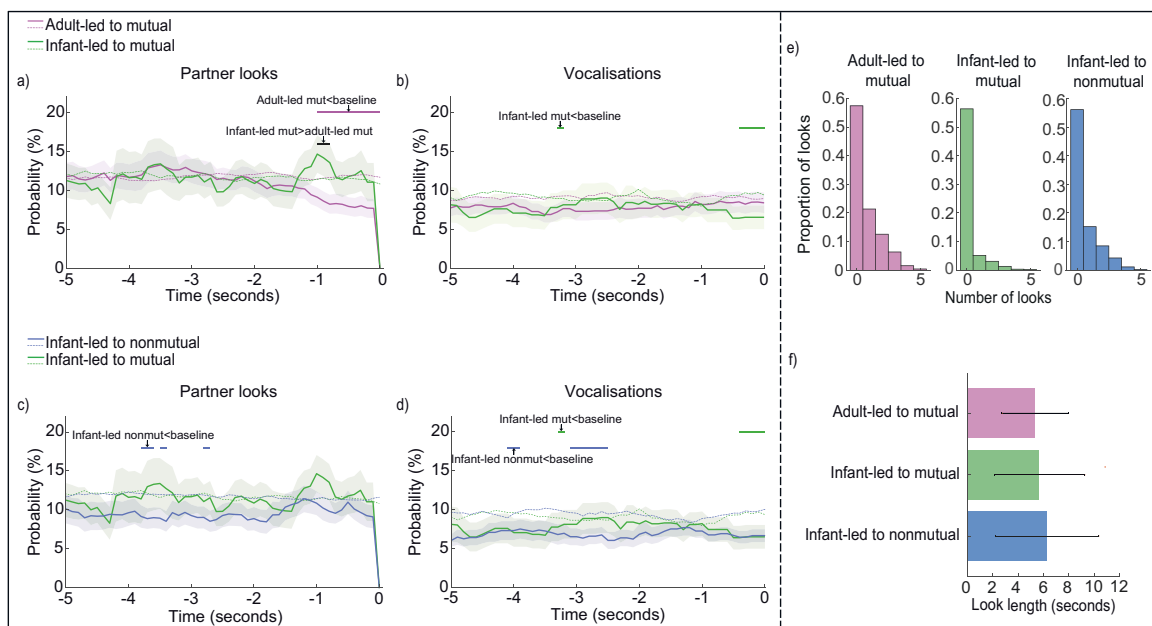 Adult-led to mutual
Infant-led to mutual
a)
Partner looks
Adult-led mut<baseline
Infant-led mut>adult-led mut
Probability (%)
20
15
10
5
0
-5 -4 -3 -2 -1 0
Time (seconds)
b)
Vocalisations
Infant-led mut<baseline
Probability (%)
20
15
10
5
0
-5 -4 -3 -2 -1 0
Time (seconds)
Infant-led to nonmutual
Infant-led to mutual
c)
Partner looks
Infant-led nonmut<baseline
Probability (%)
20
15
10
5
0
-5 -4 -3 -2 -1 0
Time (seconds)
d)
Vocalisations
Infant-led mut<baseline
Infant-led nonmut<baseline
Probability (%)
20
15
10
5
0
-5 -4 -3 -2 -1 0
Time (seconds)
e)
Adult-led to
mutual
Infant-led to
mutual
Infant-led to
nonmutual
Proportion of looks
0.6
0.5
0.4
0.3
0.2
0.1
0
0 5
0.6
0.5
0.4
0.3
0.2
0.1
0
0 5
0.6
0.5
0.4
0.3
0.2
0.1
0
0 5
Number of looks
f)
Adult-led to mutual
Infant-led to mutual
Infant-led to nonmutual
0 2 4 6 8 10 12
Look length (seconds)